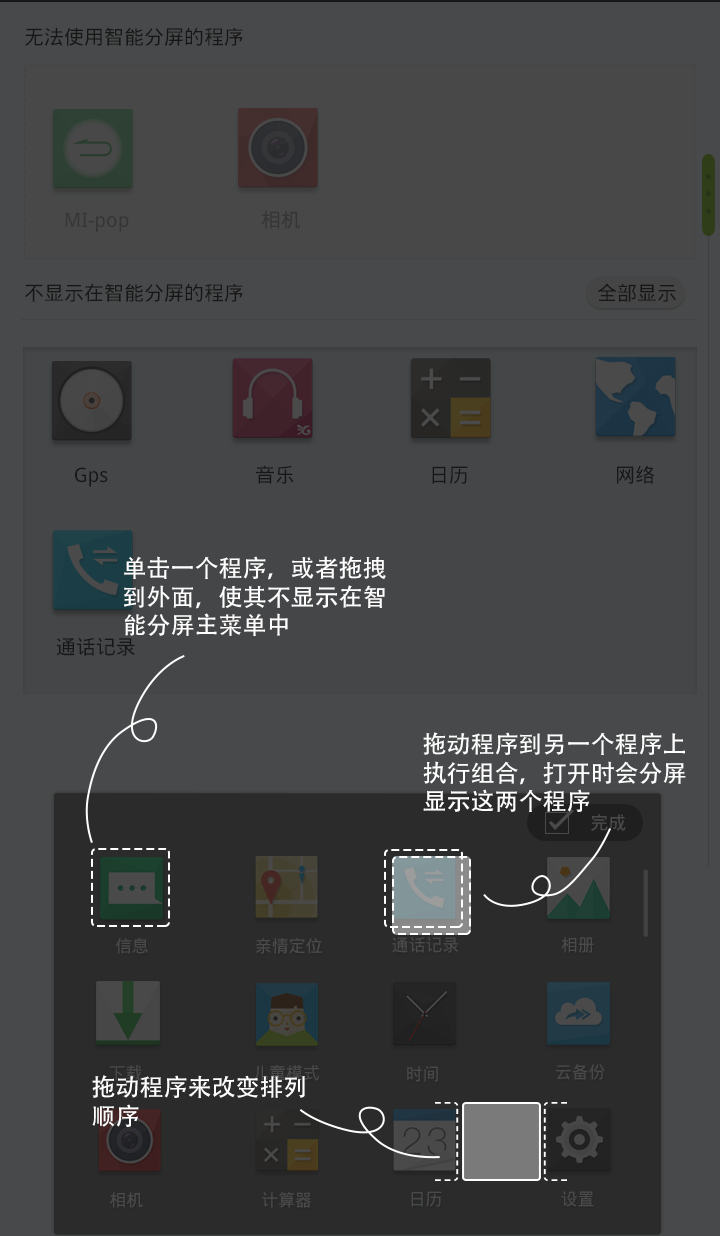 无法使用智能分屏的程序
MI-pop
相机
不显示在智能分屏的程序
全部显示
Gps
音乐
日历
网络
单击一个程序，或者拖拽
到外面，使其不显示在智
能分屏主菜单中
通话记录
拖动程序到另一个程序上
执行组合，打开时会分屏
显示这两个程序
完成
信息
亲情定位
通话记录
相册
下载
儿童模式
时间
云备份
拖动程序来改变排列
顺序
23
相机
计算器
日历
设置